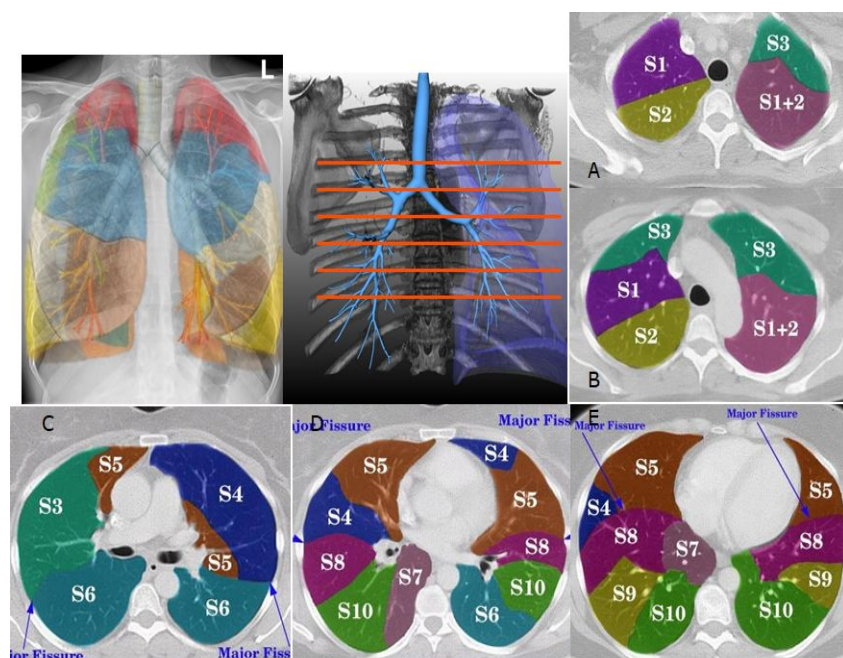 L
S1
S2
S3
S1+2
A
S3
S3
S1
S2
S1+2
B
C
S5
S3
S4
S5
S6
S6
ajor Fissure
Major Fiss
ajor Fissure
D
Major Fiss
S5
S4
S4
S5
S8
S7
S8
S10
S10
S6
E
Major Fissure
Major Fissure
S5
S5
S4
S8
S7
S8
S9
S9
S10
S10